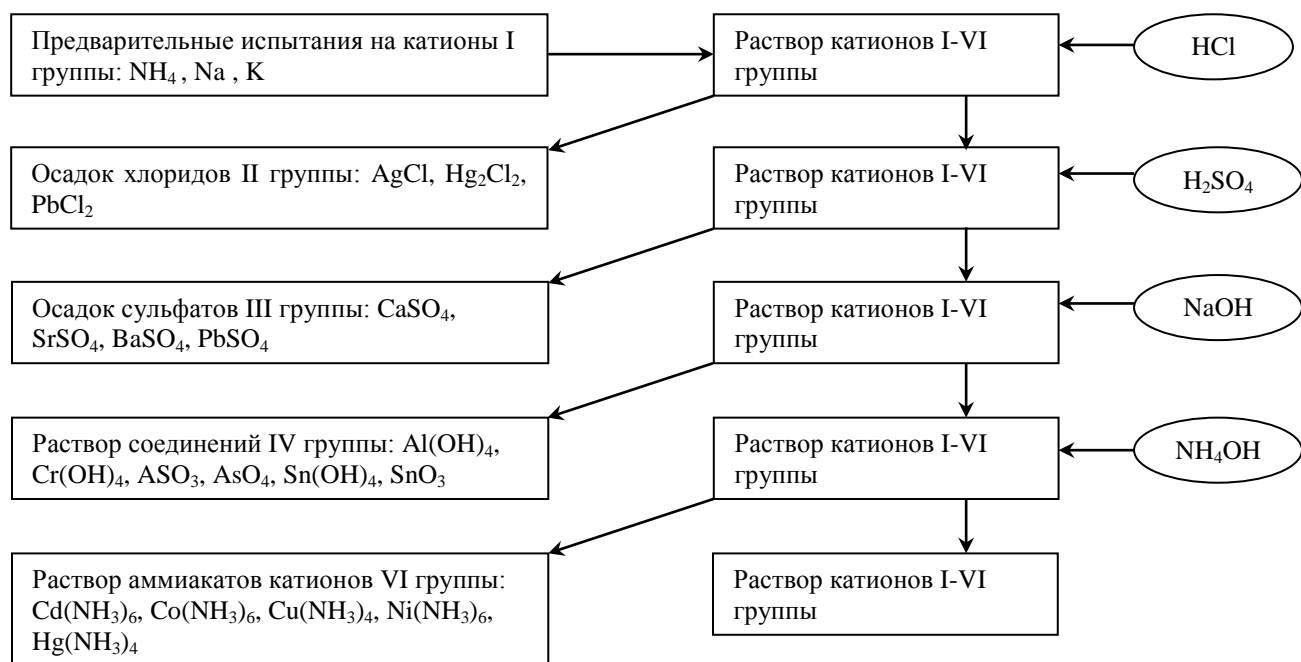 Предварительные испытания на катионы I
группы: NH₄ , Na , K
Раствор катионов I-VI
группы
HCl
Осадок хлоридов II группы: AgCl, Hg₂Cl₂,
PbCl₂
Раствор катионов I-VI
группы
H₂SO₄
Осадок сульфатов III группы: CaSO₄,
SrSO₄, BaSO₄, PbSO₄
Раствор катионов I-VI
группы
NaOH
Раствор соединений IV группы: Al(OH)₄,
Cr(OH)₄, ASO₃, AsO₄, Sn(OH)₄, SnO₃
Раствор катионов I-VI
группы
NH₄OH
Раствор аммиакатов катионов VI группы:
Cd(NH₃)₆, Co(NH₃)₆, Cu(NH₃)₄, Ni(NH₃)₆,
Hg(NH₃)₄
Раствор катионов I-VI
группы